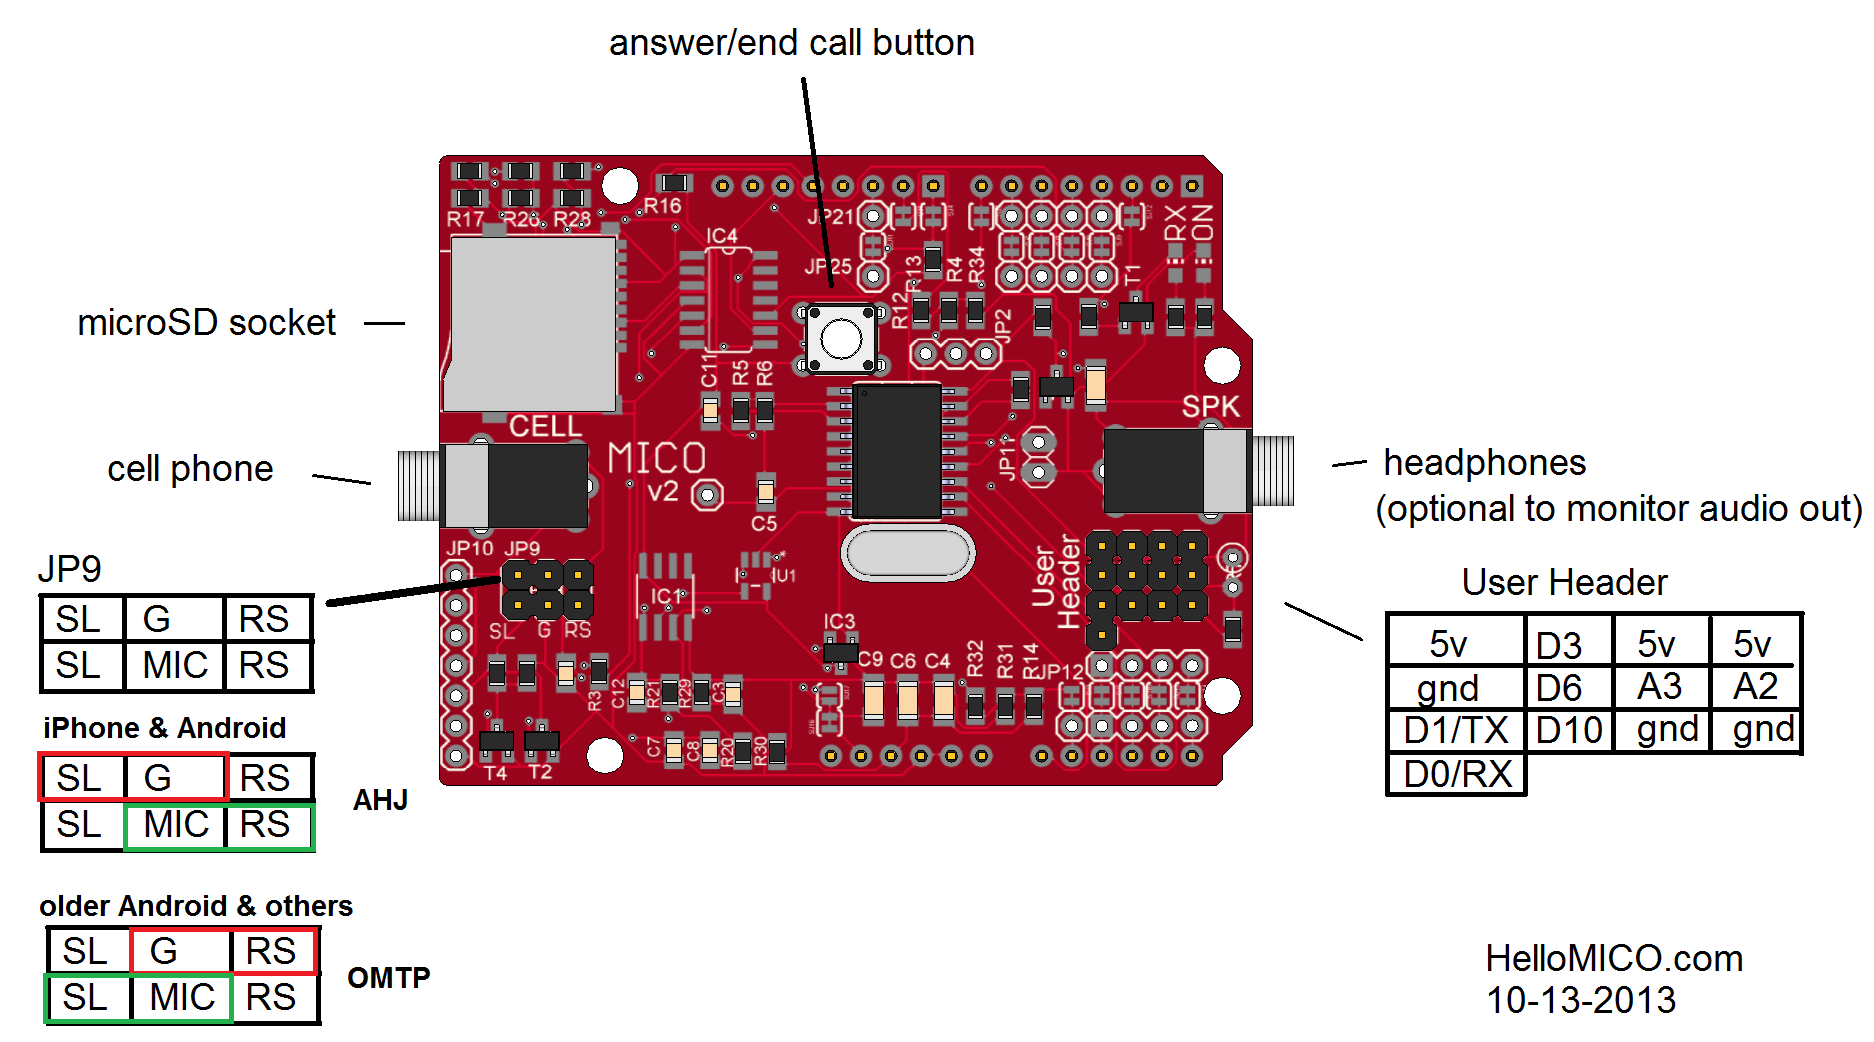 answer/end call button
microSD socket
cell phone
headphones
(optional to monitor audio out)
R17 R26 R28
R16
IC4
JP21
JP25
R13
R4
R34
R12
JP2
T1
RX
ON
C11
R5
R6
CELL
SPK
MICO
v2
C5
JP11
JP10 JP9
SL G RS
IC1
U1
IC3
User
Header
R3
C12
R21
R29
C3
C9 C6 C4
R32
R31
R14
JP12
T4 T2
C7
C8
R20
R30
JP9
SL G RS
SL MIC RS
iPhone & Android
SL G RS
SL MIC RS
AHJ
older Android & others
SL G RS
SL MIC RS
OMTP
User Header
5v D3 5v 5v
gnd D6 A3 A2
D1/TX D10 gnd gnd
D0/RX
HelloMICO.com
10-13-2013